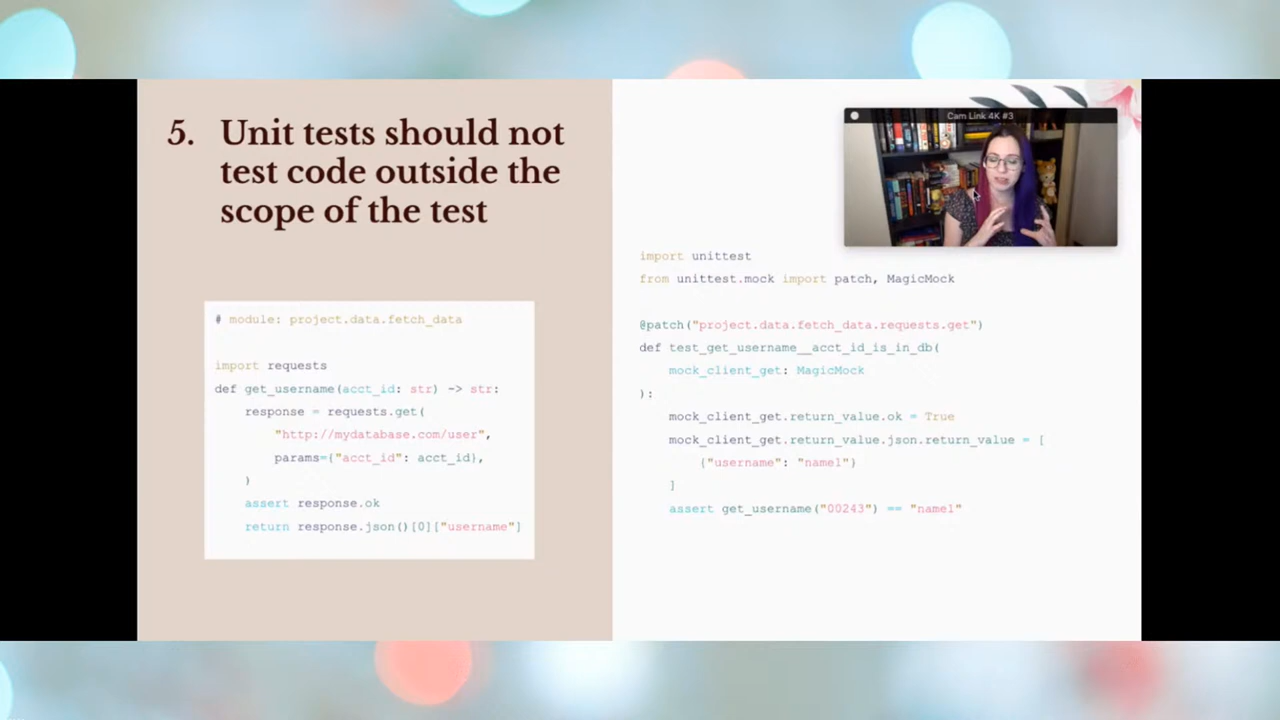 5. Unit tests should not
test code outside the
scope of the test
# module: project.data.fetch_data
import requests
def get_username(acct_id: str) -> str:
response = requests.get(
"http://mydatabase.com/user",
params={"acct_id": acct_id},
)
assert response.ok
return response.json()[0]["username"]
Cam Link 4K #3
import unittest
from unittest.mock import patch, MagicMock
@patch("project.data.fetch_data.requests.get")
def test_get_username__acct_id_is_in_db(
mock_client_get: MagicMock
):
mock_client_get.return_value.ok = True
mock_client_get.return_value.json.return_value = [
{"username": "name1"}
]
assert get_username("00243") == "name1"